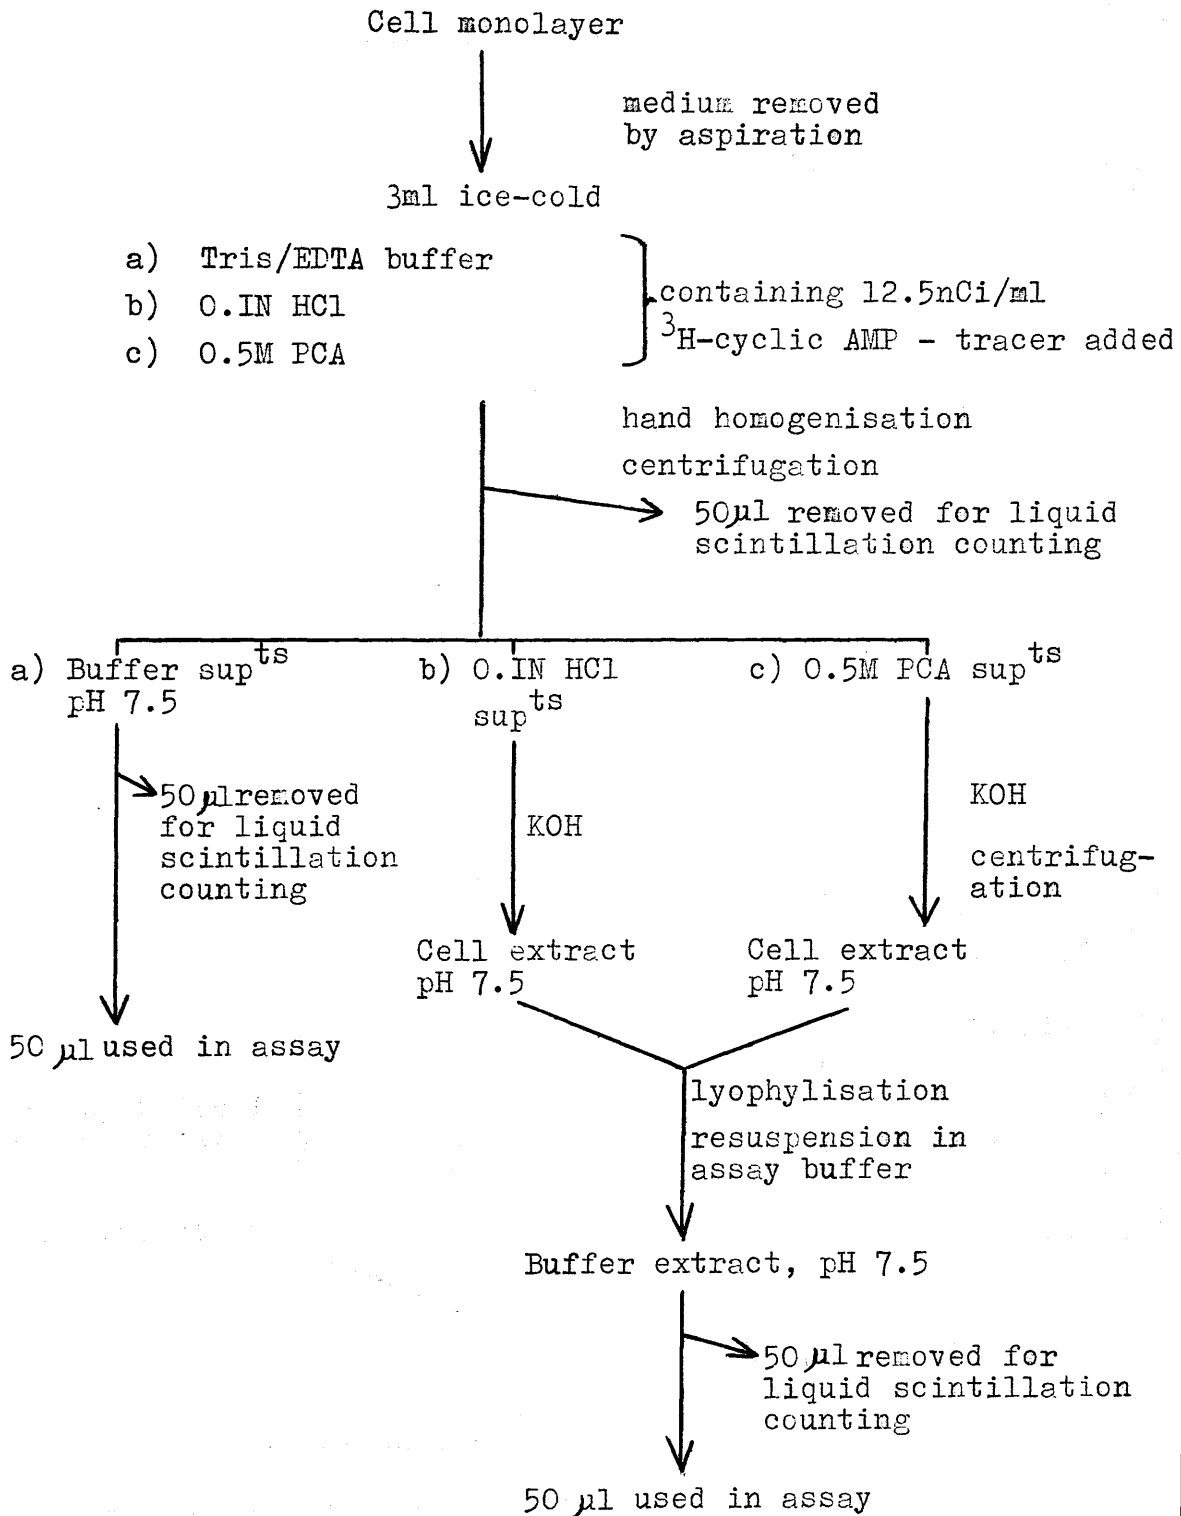 Cell monolayer
medium removed
by aspiration
3ml ice-cold
a) Tris/EDTA buffer
b) 0.IN HCl
c) 0.5M PCA
containing 12.5nCi/ml
³H-cyclic AMP - tracer added
hand homogenisation
centrifugation
50µl removed for liquid
scintillation counting
a) Buffer supᵗˢ
pH 7.5
b) 0.IN HCl
supᵗˢ
c) 0.5M PCA supᵗˢ
50µl removed
for liquid
scintillation
counting
KOH
KOH
centrifug-
ation
Cell extract
pH 7.5
Cell extract
pH 7.5
50 µl used in assay
lyophylisation
resuspension in
assay buffer
Buffer extract, pH 7.5
50µl removed for
liquid scintillation
counting
50 µl used in assay